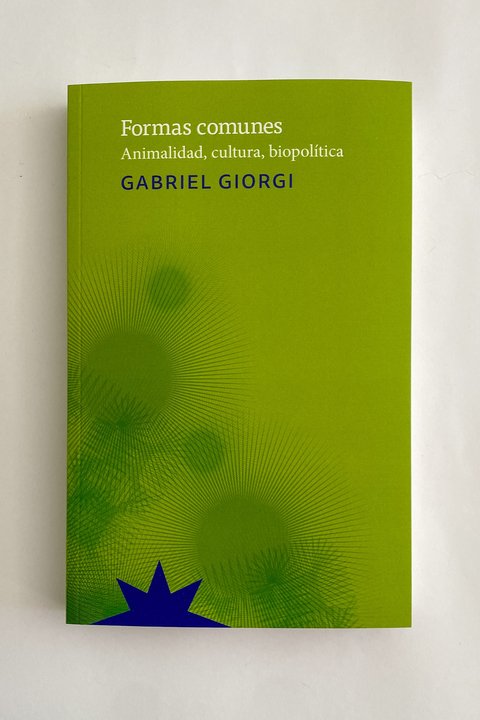 Formas comunes
Animalidad, cultura, biopolítica
GABRIEL GIORGI